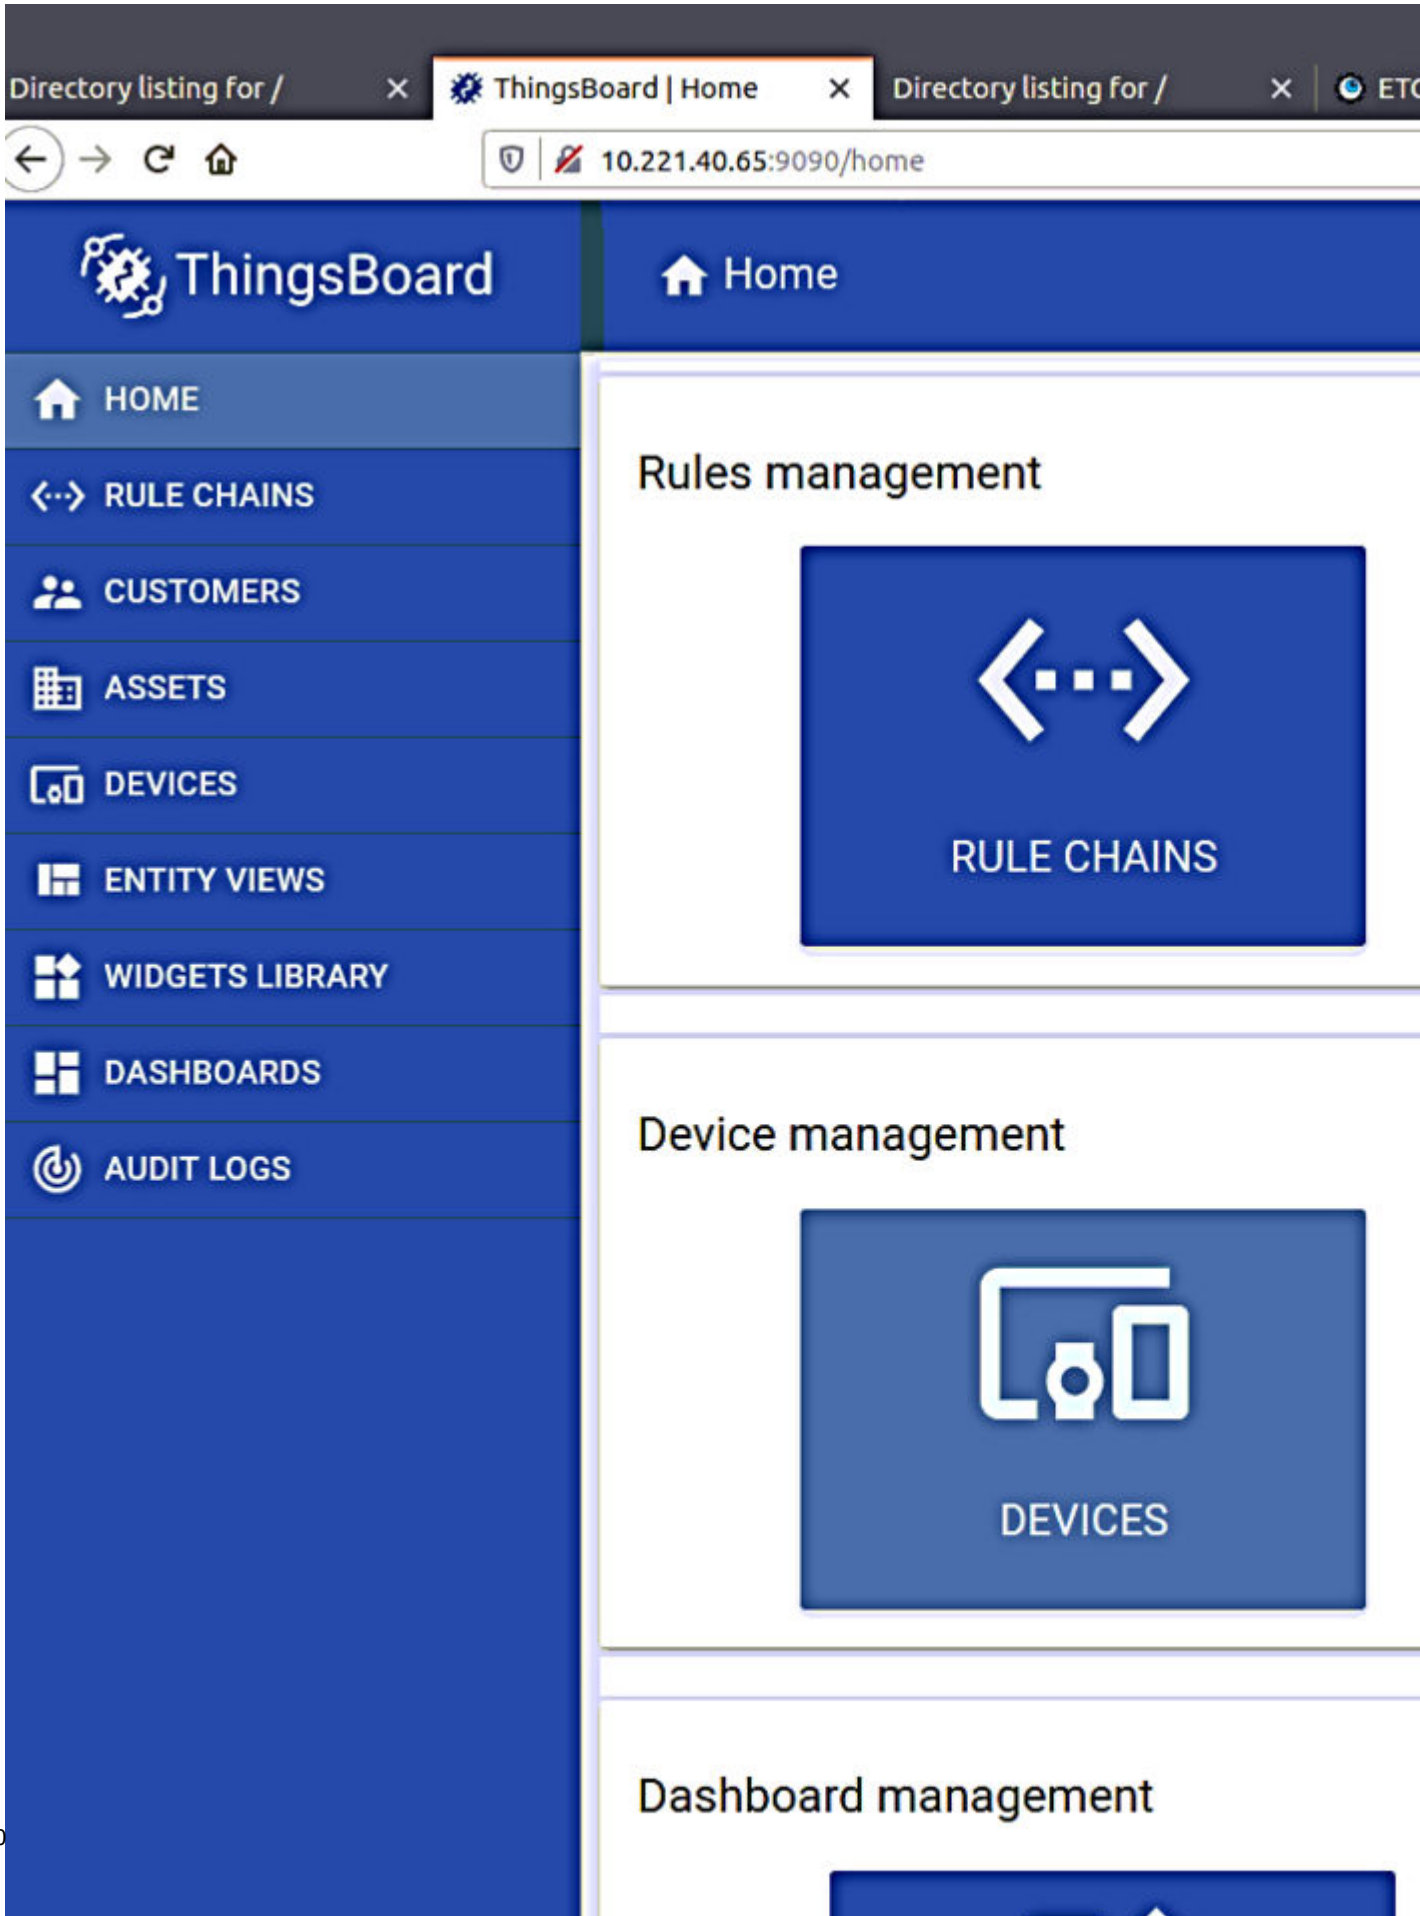 Directory listing for /
ThingsBoard | Home
Directory listing for /
10.221.40.65:9090/home
ThingsBoard
Home
HOME
RULE CHAINS
CUSTOMERS
ASSETS
DEVICES
ENTITY VIEWS
WIDGETS LIBRARY
DASHBOARDS
AUDIT LOGS
Rules management
RULE CHAINS
Device management
DEVICES
Dashboard management